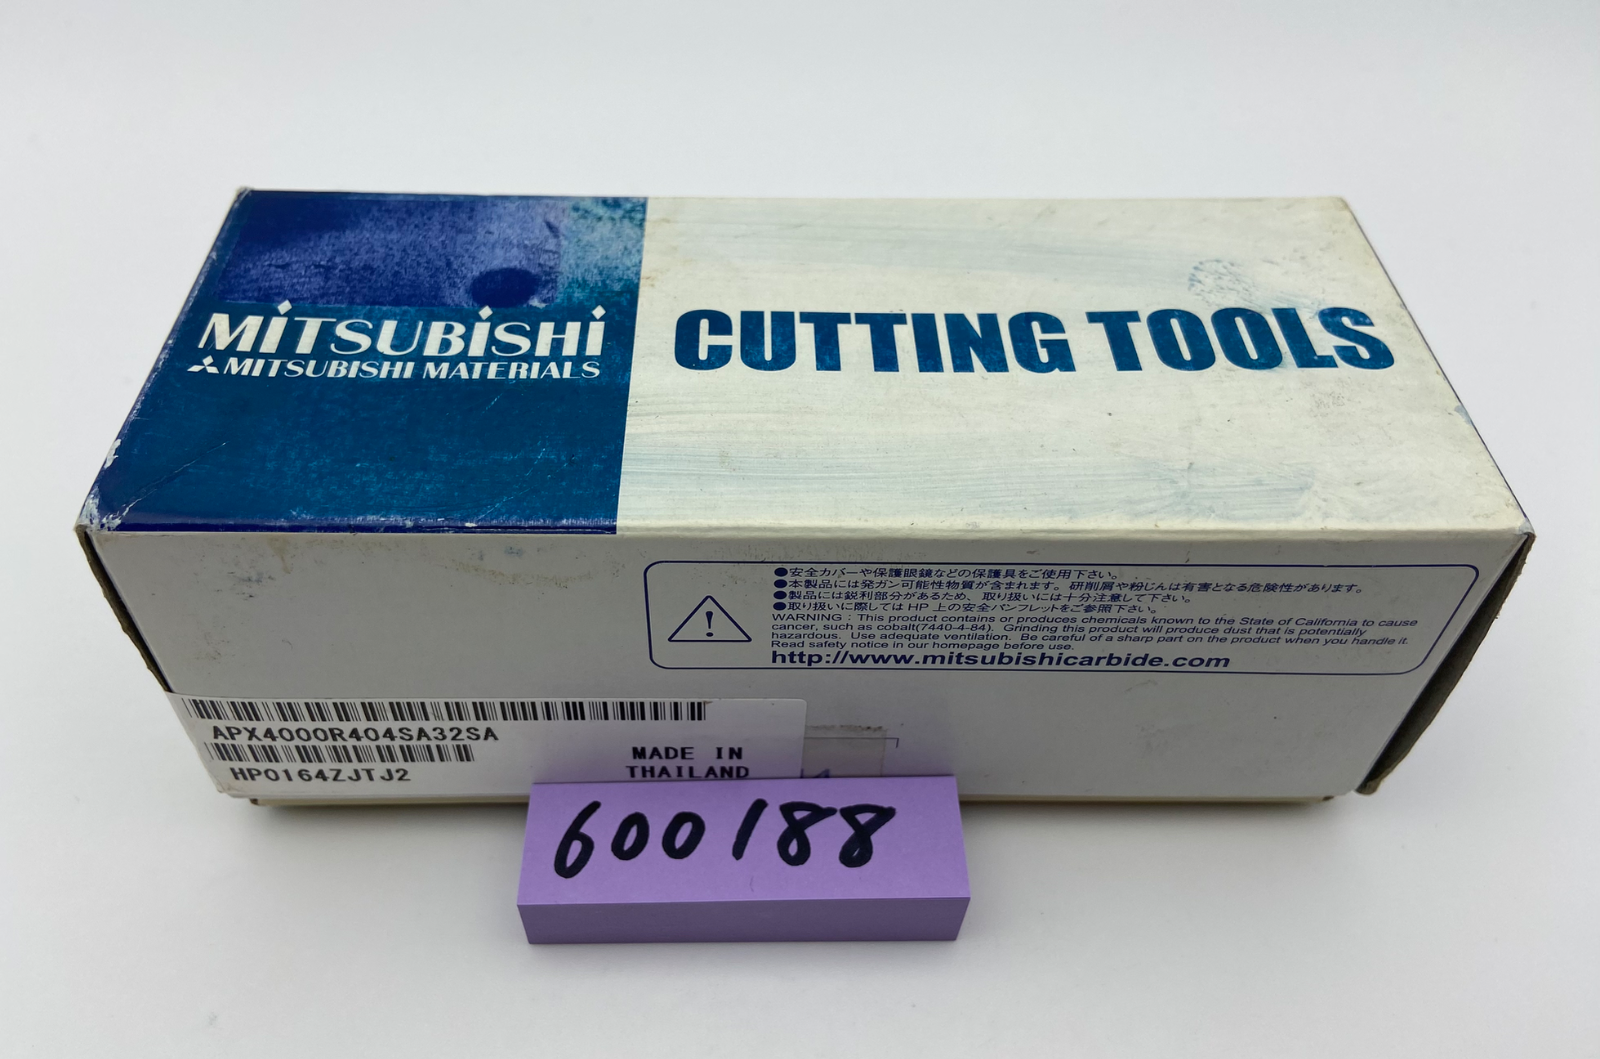 MITSUBISHI
MITSUBISHI MATERIALS
CUTTING TOOLS
●安全カバーや保護眼鏡などの保護具をご使用下さい。
●本製品には発ガン可能性物質が含まれます。研削屑や粉じんは有害となる危険性があります。
●製品には鋭利部分があるため、取り扱いには十分注意して下さい。
●取り扱いに際してはHP上の安全パンフレットをご参照下さい。
WARNING : This product contains or produces chemicals known to the State of California to cause
cancer, such as cobalt(7440-4-84). Grinding this product will produce dust that is potentially
hazardous. Use adequate ventilation. Be careful of a sharp part on the product when you handle it.
Read safety notice in our homepage before use.
http://www.mitsubishicarbide.com
APX4000R404SA32SA
HP0164ZJTJ2
MADE IN
THAILAND
600188